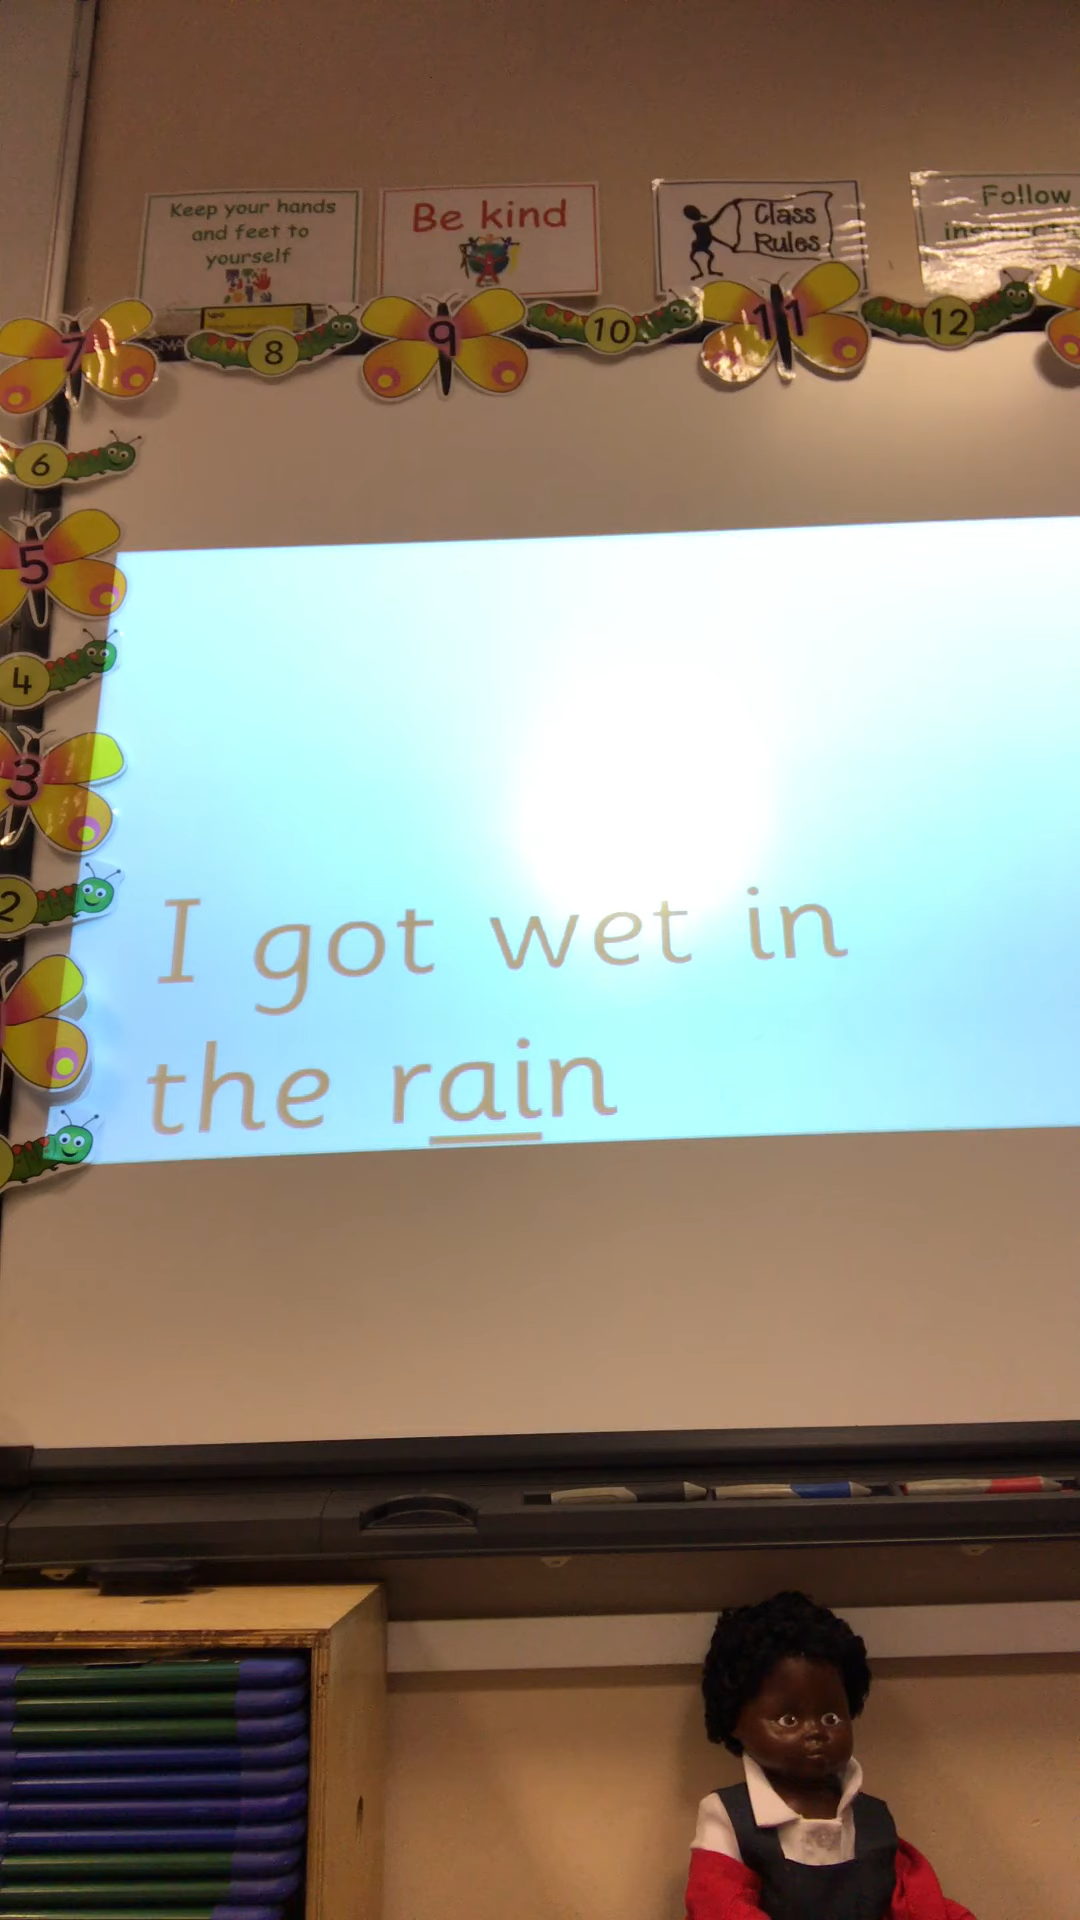 Keep your hands
and feet to
yourself
Be kind
Class
Rules
Follow
7
8
9
10
11
12
6
5
4
3
2
I got wet in
the rain